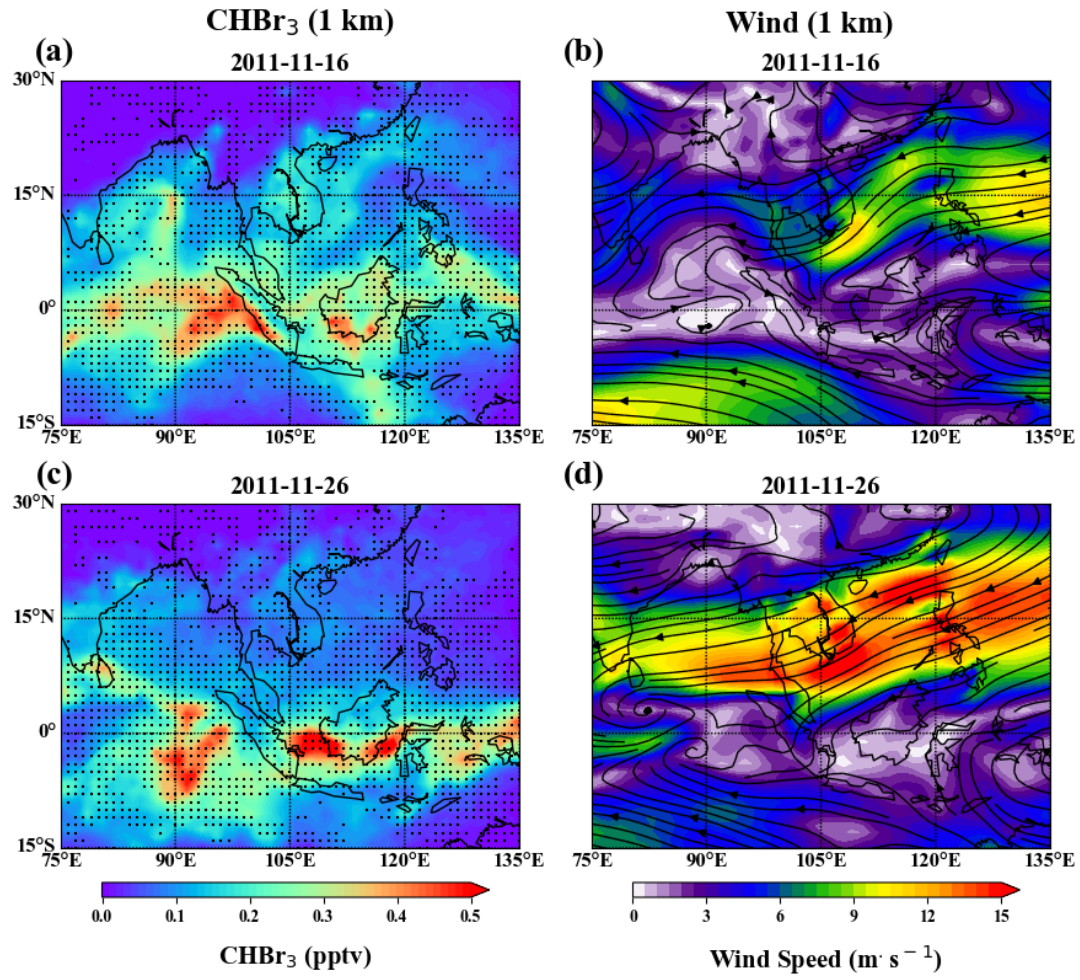 CHBr₃ (1 km)
Wind (1 km)
(a)
2011-11-16
30°N
15°N
0°
15°S
75°E 90°E 105°E 120°E 135°E
(b)
2011-11-16
75°E 90°E 105°E 120°E 135°E
(c)
2011-11-26
30°N
15°N
0°
15°S
75°E 90°E 105°E 120°E 135°E
(d)
2011-11-26
75°E 90°E 105°E 120°E 135°E
0.0 0.1 0.2 0.3 0.4 0.5
CHBr₃ (pptv)
0 3 6 9 12 15
Wind Speed (m· s⁻¹)